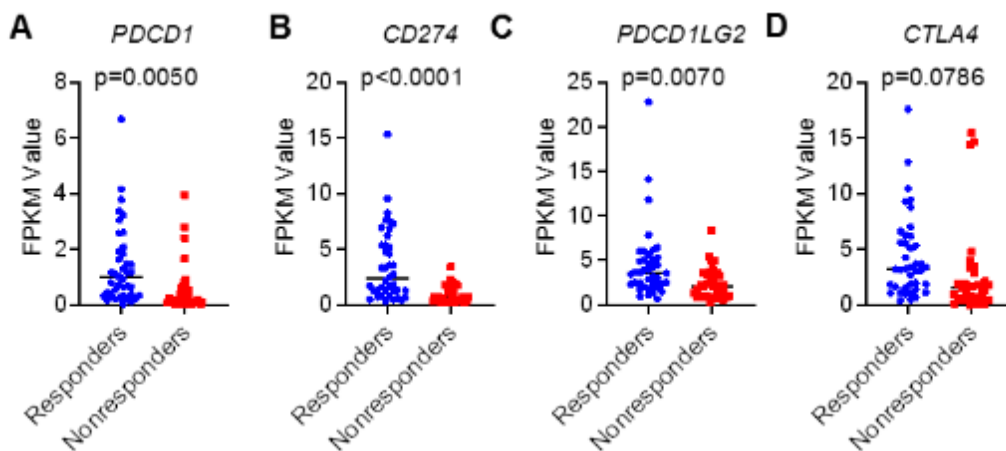 A PDCD1
p=0.0050
FPKM Value
8
6
4
2
0
Responders
Nonresponders
B CD274
p<0.0001
FPKM Value
20
15
10
5
0
Responders
Nonresponders
C PDCD1LG2
p=0.0070
FPKM Value
25
20
15
10
5
0
Responders
Nonresponders
D CTLA4
p=0.0786
FPKM Value
20
15
10
5
0
Responders
Nonresponders